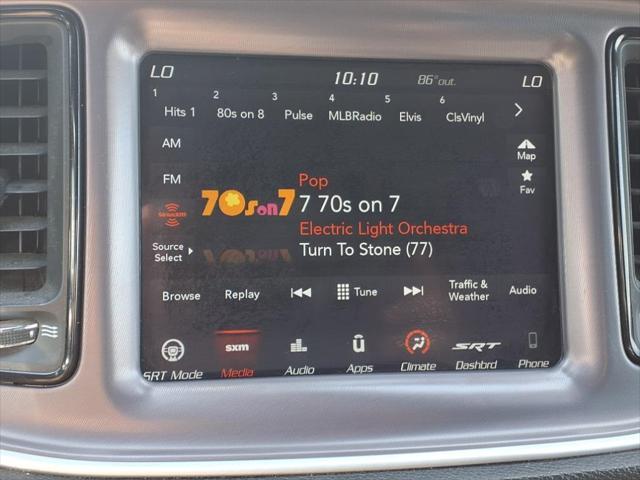 LO 10:10 86° out. LO
1 2 3 4 5 6
Hits 1 80s on 8 Pulse MLBRadio Elvis ClsVinyl
AM
Map
FM
Fav
Pop
70s on 7
7 70s on 7
SiriusXM
Electric Light Orchestra
Source
Select
Turn To Stone (77)
Browse Replay Tune Traffic &
Weather Audio
sxm ū SRT
SRT Mode Media Audio Apps Climate Dashbrd Phone